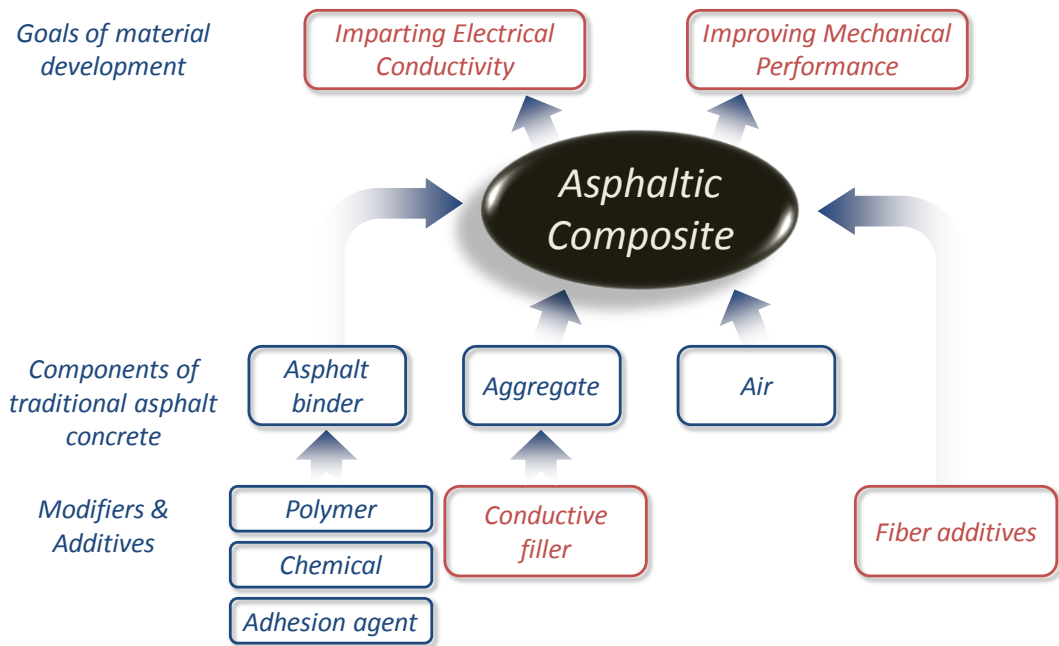 Goals of material
development
Imparting Electrical
Conductivity
Improving Mechanical
Performance
Asphaltic
Composite
Components of
traditional asphalt
concrete
Asphalt
binder
Aggregate
Air
Modifiers &
Additives
Polymer
Chemical
Adhesion agent
Conductive
filler
Fiber additives